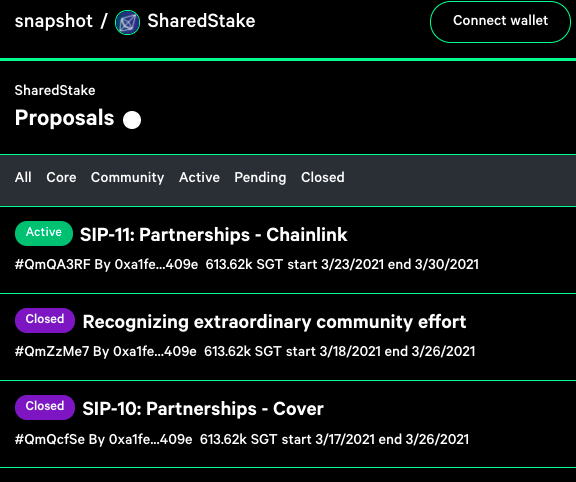 snapshot / SharedStake
Connect wallet
SharedStake
Proposals
All Core Community Active Pending Closed
Active SIP-11: Partnerships - Chainlink
#QmQA3RF By 0xa1fe...409e 613.62k SGT start 3/23/2021 end 3/30/2021
Closed Recognizing extraordinary community effort
#QmZzMe7 By 0xa1fe...409e 613.62k SGT start 3/18/2021 end 3/26/2021
Closed SIP-10: Partnerships - Cover
#QmQcfSe By 0xa1fe...409e 613.62k SGT start 3/17/2021 end 3/26/2021